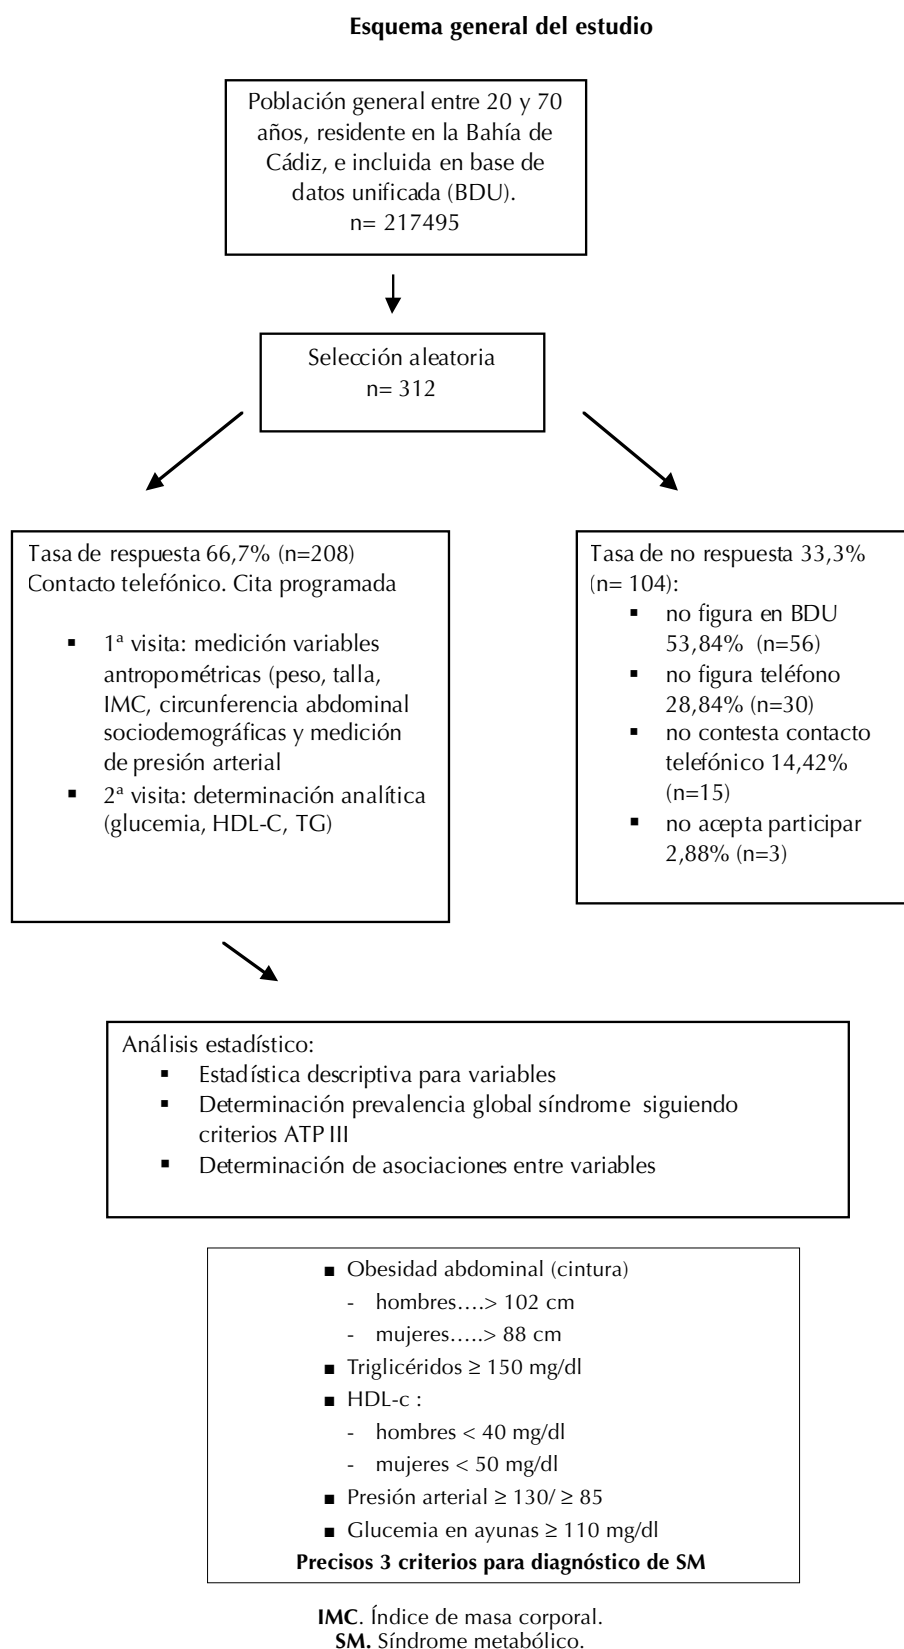 Esquema general del estudio
Población general entre 20 y 70
años, residente en la Bahía de
Cádiz, e incluida en base de
datos unificada (BDU).
n= 217495
Selección aleatoria
n= 312
Tasa de respuesta 66,7% (n=208)
Contacto telefónico. Cita programada
▪ 1ª visita: medición variables
antropométricas (peso, talla,
IMC, circunferencia abdominal
sociodemográficas y medición
de presión arterial
▪ 2ª visita: determinación analítica
(glucemia, HDL-C, TG)
Tasa de no respuesta 33,3%
(n= 104):
▪ no figura en BDU
53,84% (n=56)
▪ no figura teléfono
28,84% (n=30)
▪ no contesta contacto
telefónico 14,42%
(n=15)
▪ no acepta participar
2,88% (n=3)
Análisis estadístico:
▪ Estadística descriptiva para variables
▪ Determinación prevalencia global síndrome siguiendo
criterios ATP III
▪ Determinación de asociaciones entre variables
■ Obesidad abdominal (cintura)
- hombres….> 102 cm
- mujeres…..> 88 cm
■ Triglicéridos ≥ 150 mg/dl
■ HDL-c :
- hombres < 40 mg/dl
- mujeres < 50 mg/dl
■ Presión arterial ≥ 130/ ≥ 85
■ Glucemia en ayunas ≥ 110 mg/dl
Precisos 3 criterios para diagnóstico de SM
IMC. Índice de masa corporal.
SM. Síndrome metabólico.